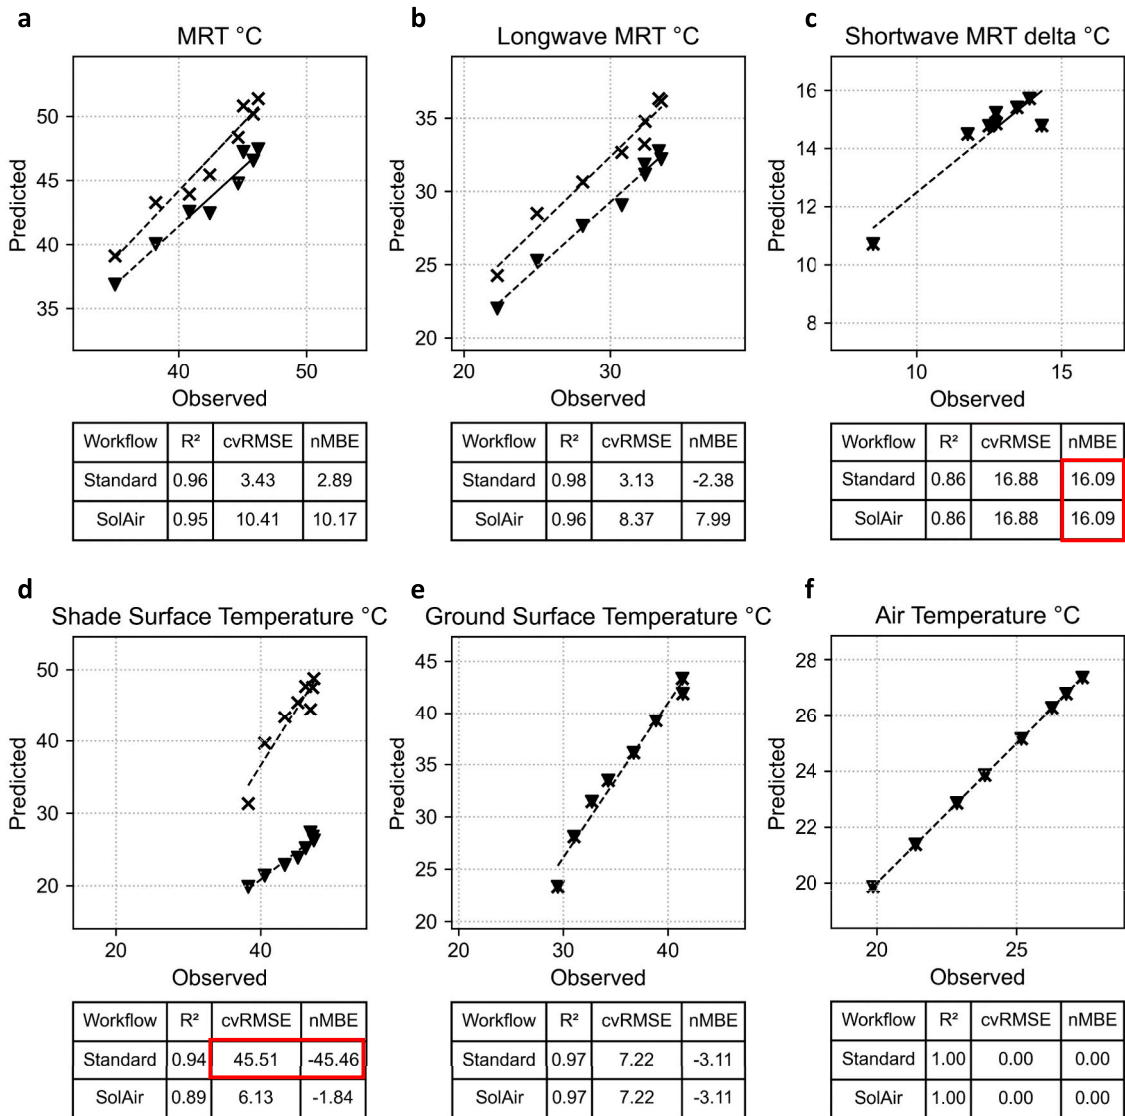 a
MRT °C
50
45
40
35
Predicted
40
50
Observed
Workflow R² cvRMSE nMBE
Standard 0.96 3.43 2.89
SolAir 0.95 10.41 10.17
b
Longwave MRT °C
35
30
25
20
Predicted
20
30
Observed
Workflow R² cvRMSE nMBE
Standard 0.98 3.13 -2.38
SolAir 0.96 8.37 7.99
c
Shortwave MRT delta °C
16
14
12
10
8
Predicted
10
15
Observed
Workflow R² cvRMSE nMBE
Standard 0.86 16.88 16.09
SolAir 0.86 16.88 16.09
d
Shade Surface Temperature °C
50
40
30
20
Predicted
20
40
Observed
Workflow R² cvRMSE nMBE
Standard 0.94 45.51 -45.46
SolAir 0.89 6.13 -1.84
e
Ground Surface Temperature °C
45
40
35
30
25
20
Predicted
20
30
40
Observed
Workflow R² cvRMSE nMBE
Standard 0.97 7.22 -3.11
SolAir 0.97 7.22 -3.11
f
Air Temperature °C
28
26
24
22
20
Predicted
20
25
Observed
Workflow R² cvRMSE nMBE
Standard 1.00 0.00 0.00
SolAir 1.00 0.00 0.00